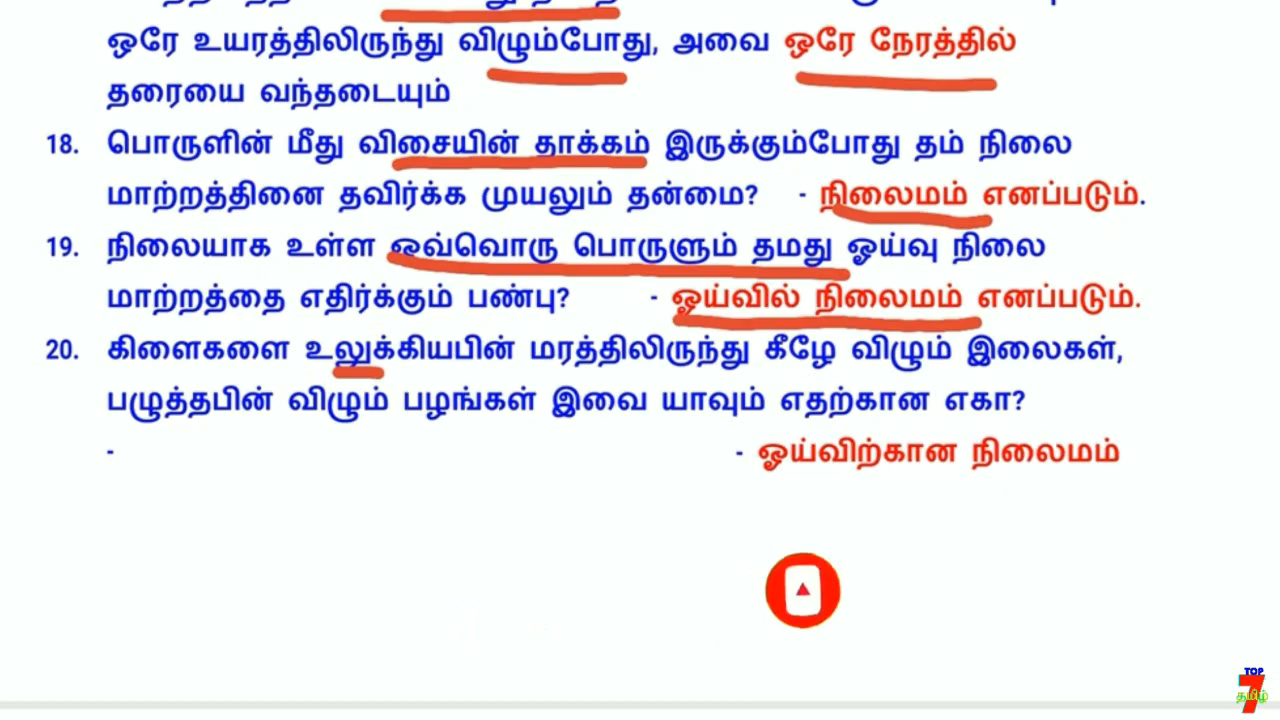 ஒரே உயரத்திலிருந்து விழும்போது, அவை ஒரே நேரத்தில்
தரையை வந்தடையும்
18. பொருளின் மீது விசையின் தாக்கம் இருக்கும்போது தம் நிலை
மாற்றத்தினை தவிர்க்க முயலும் தன்மை? - நிலைமம் எனப்படும்.
19. நிலையாக உள்ள ஒவ்வொரு பொருளும் தமது ஓய்வு நிலை
மாற்றத்தை எதிர்க்கும் பண்பு? - ஓய்வில் நிலைமம் எனப்படும்.
20. கிளைகளை உலுக்கியபின் மரத்திலிருந்து கீழே விழும் இலைகள்,
பழுத்தபின் விழும் பழங்கள் இவை யாவும் எதற்கான எகா?
- - ஓய்விற்கான நிலைமம்
TOP
7
தமிழ்